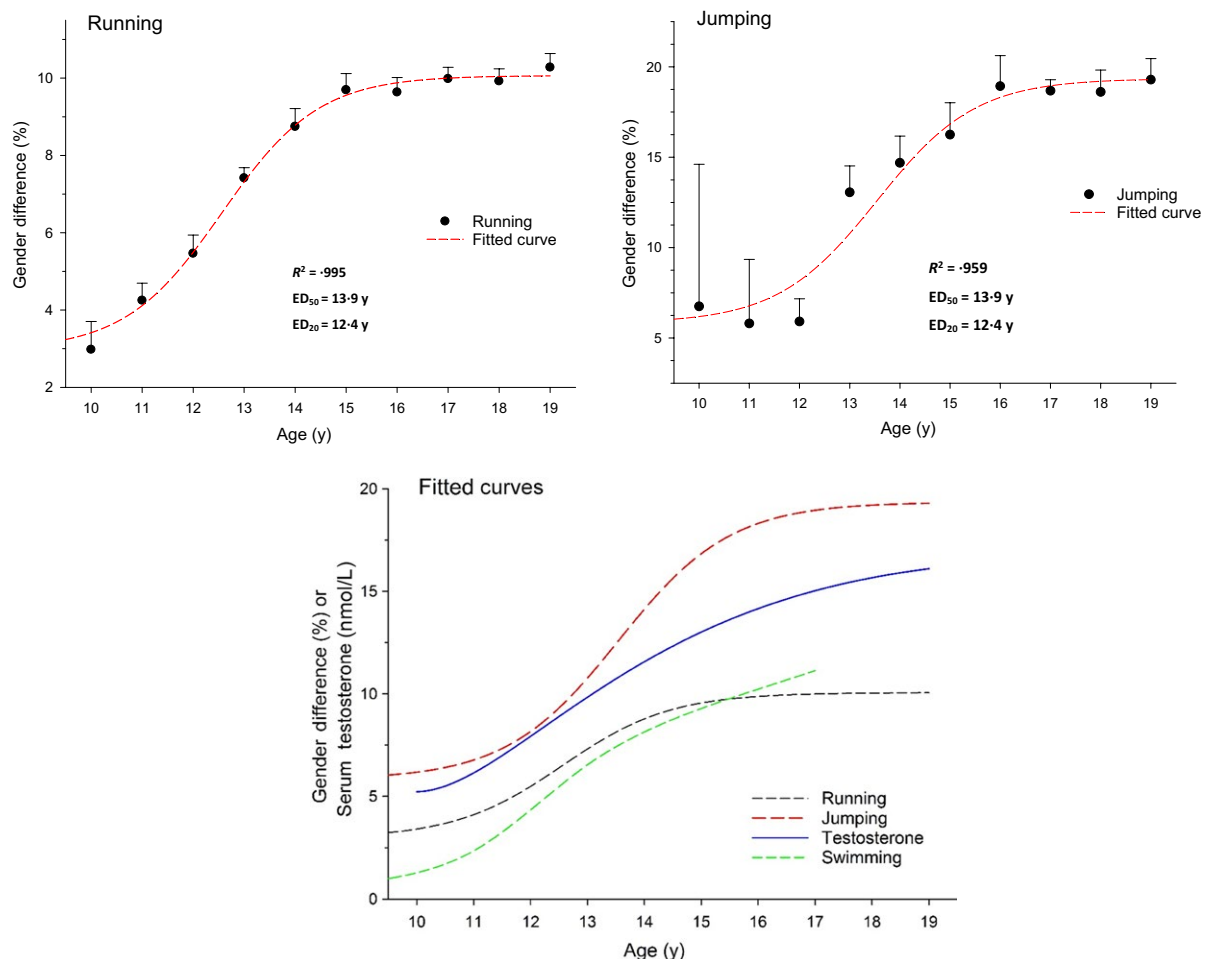 Running
Gender difference (%)
10
8
6
4
2
Running
Fitted curve
R² = ·995
ED₅₀ = 13·9 y
ED₂₀ = 12·4 y
10 11 12 13 14 15 16 17 18 19
Age (y)
Jumping
Gender difference (%)
20
15
10
5
Jumping
Fitted curve
R² = ·959
ED₅₀ = 13·9 y
ED₂₀ = 12·4 y
10 11 12 13 14 15 16 17 18 19
Age (y)
Fitted curves
Gender difference (%) or
Serum testosterone (nmol/L)
20
15
10
5
0
Running
Jumping
Testosterone
Swimming
10 11 12 13 14 15 16 17 18 19
Age (y)